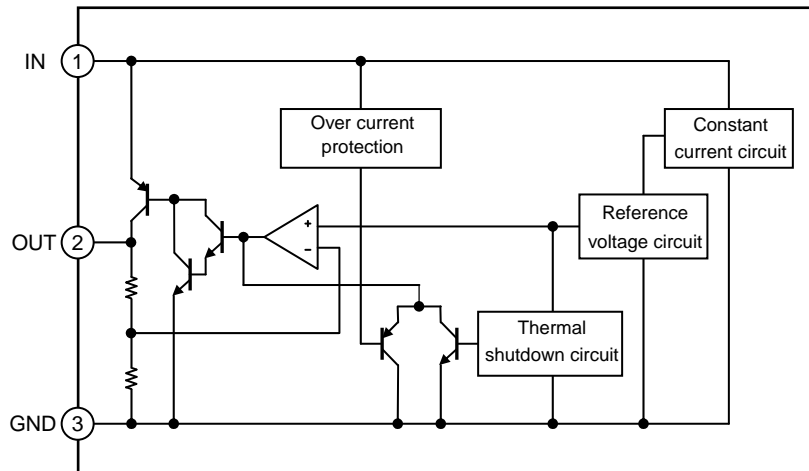 IN
1
Over current
protection
Constant
current circuit
Reference
voltage circuit
OUT
2
+
−
Thermal
shutdown circuit
GND
3